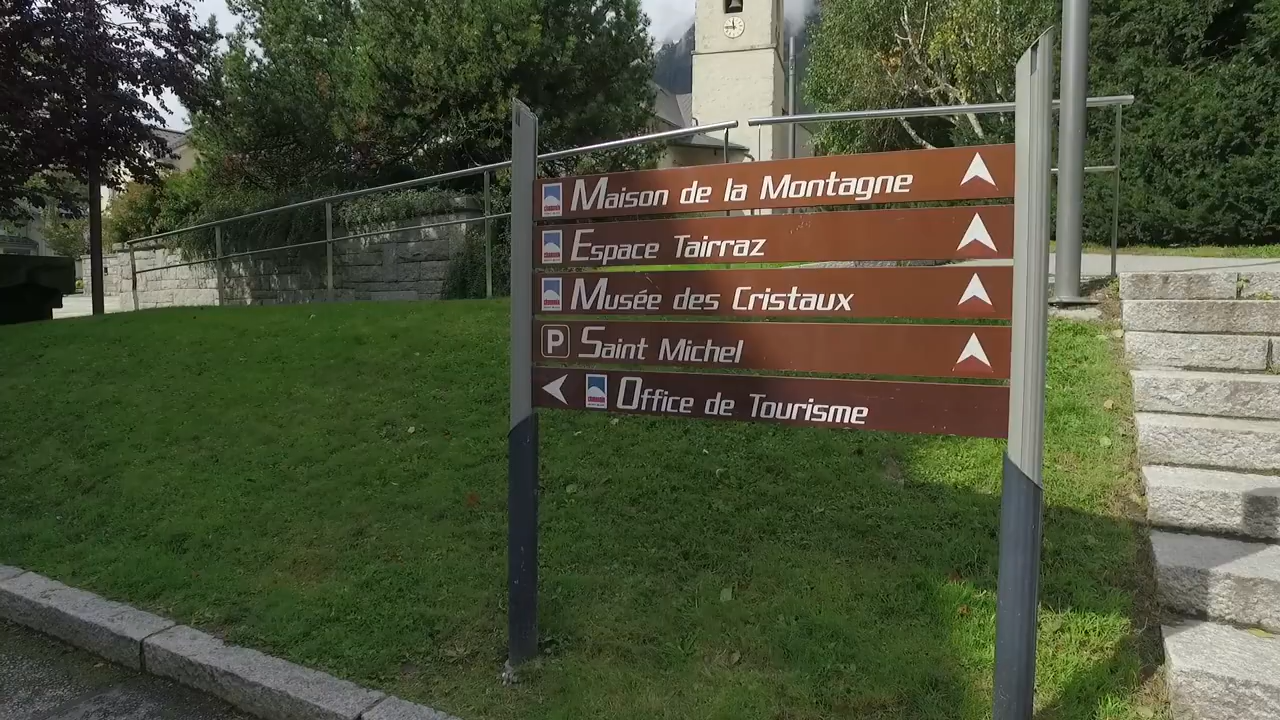 Maison de la Montagne
Espace Tairraz
Musée des Cristaux
P Saint Michel
Office de Tourisme